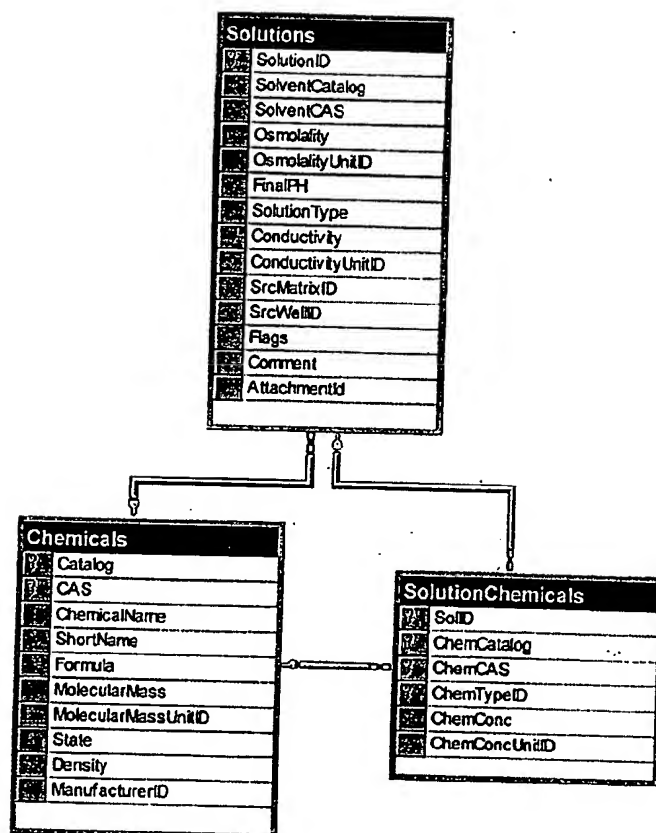 Solutions
SolutionID
SolventCatalog
SolventCAS
Osmolality
OsmolalityUnitID
FinalPH
SolutionType
Conductivity
ConductivityUnitID
SrcMatrixID
SrcWellID
Flags
Comment
AttachmentId
Chemicals
Catalog
CAS
ChemicalName
ShortName
Formula
MolecularMass
MolecularMassUnitID
State
Density
ManufacturerID
SolutionChemicals
SolID
ChemCatalog
ChemCAS
ChemTypeID
ChemConc
ChemConcUnitID